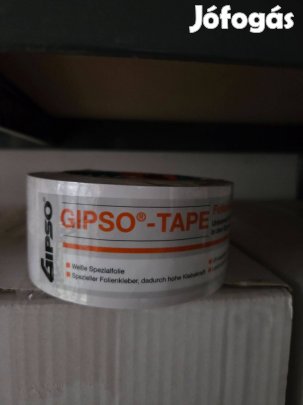 Jófogás
GIPSO
GIPSO®-TAPE
Weiße Spezialfolie
Spezieller Folienkleber, dadurch hohe Klebekraft